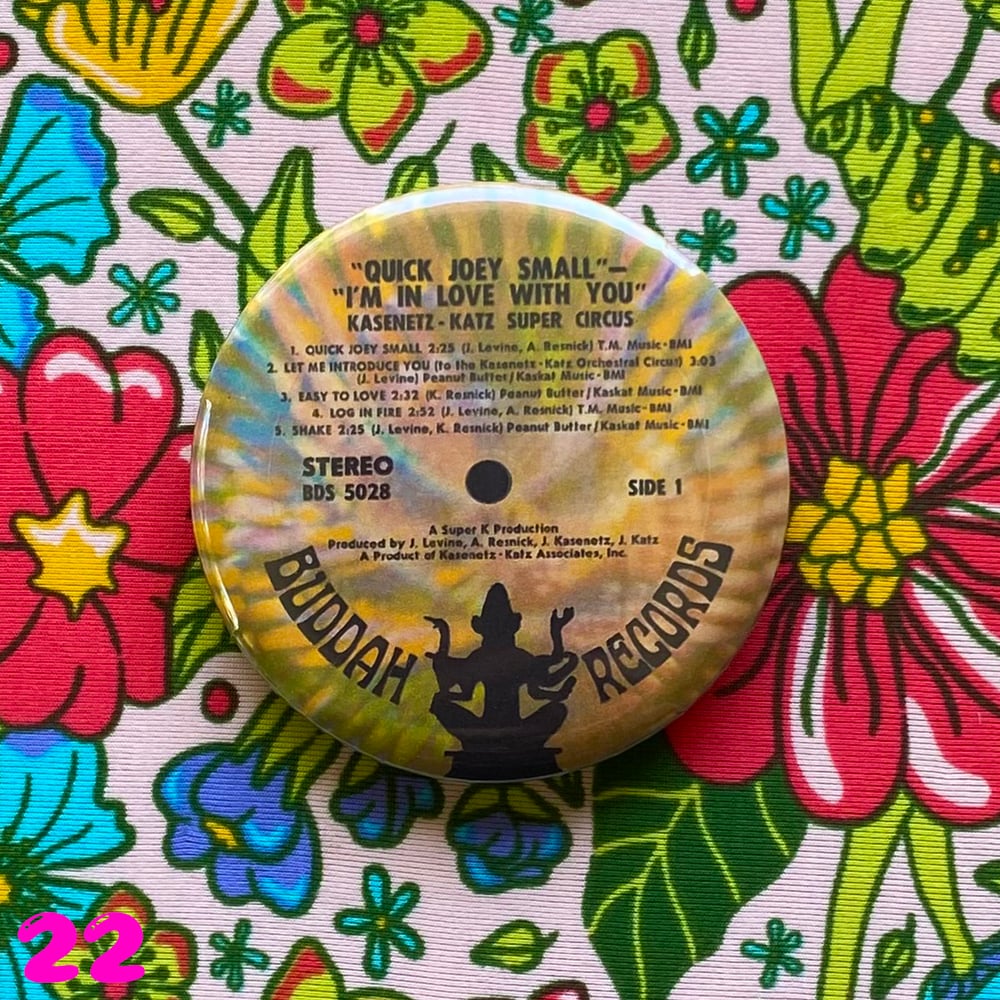 "QUICK JOEY SMALL"—
"I'M IN LOVE WITH YOU"
KASENETZ - KATZ SUPER CIRCUS
1. QUICK JOEY SMALL 2:25 (J. Levine, A. Resnick) T.M. Music - BMI
2. LET ME INTRODUCE YOU (to the Kasenetz - Katz Orchestral Circus) 3:03
(J. Levine) Peanut Butter/Kaskat Music - BMI
3. EASY TO LOVE 2:32 (K. Resnick) Peanut Butter/Kaskat Music - BMI
4. LOG IN FIRE 2:52 (J. Levine, A. Resnick) T.M. Music - BMI
5. SHAKE 2:25 (J. Levine, K. Resnick) Peanut Butter/Kaskat Music - BMI
STEREO
BDS 5028
SIDE 1
A Super K Production
Produced by J. Levine, A. Resnick, J. Kasenetz, J. Katz
A Product of Kasenetz - Katz Associates, Inc.
BUDDAH RECORDS
22